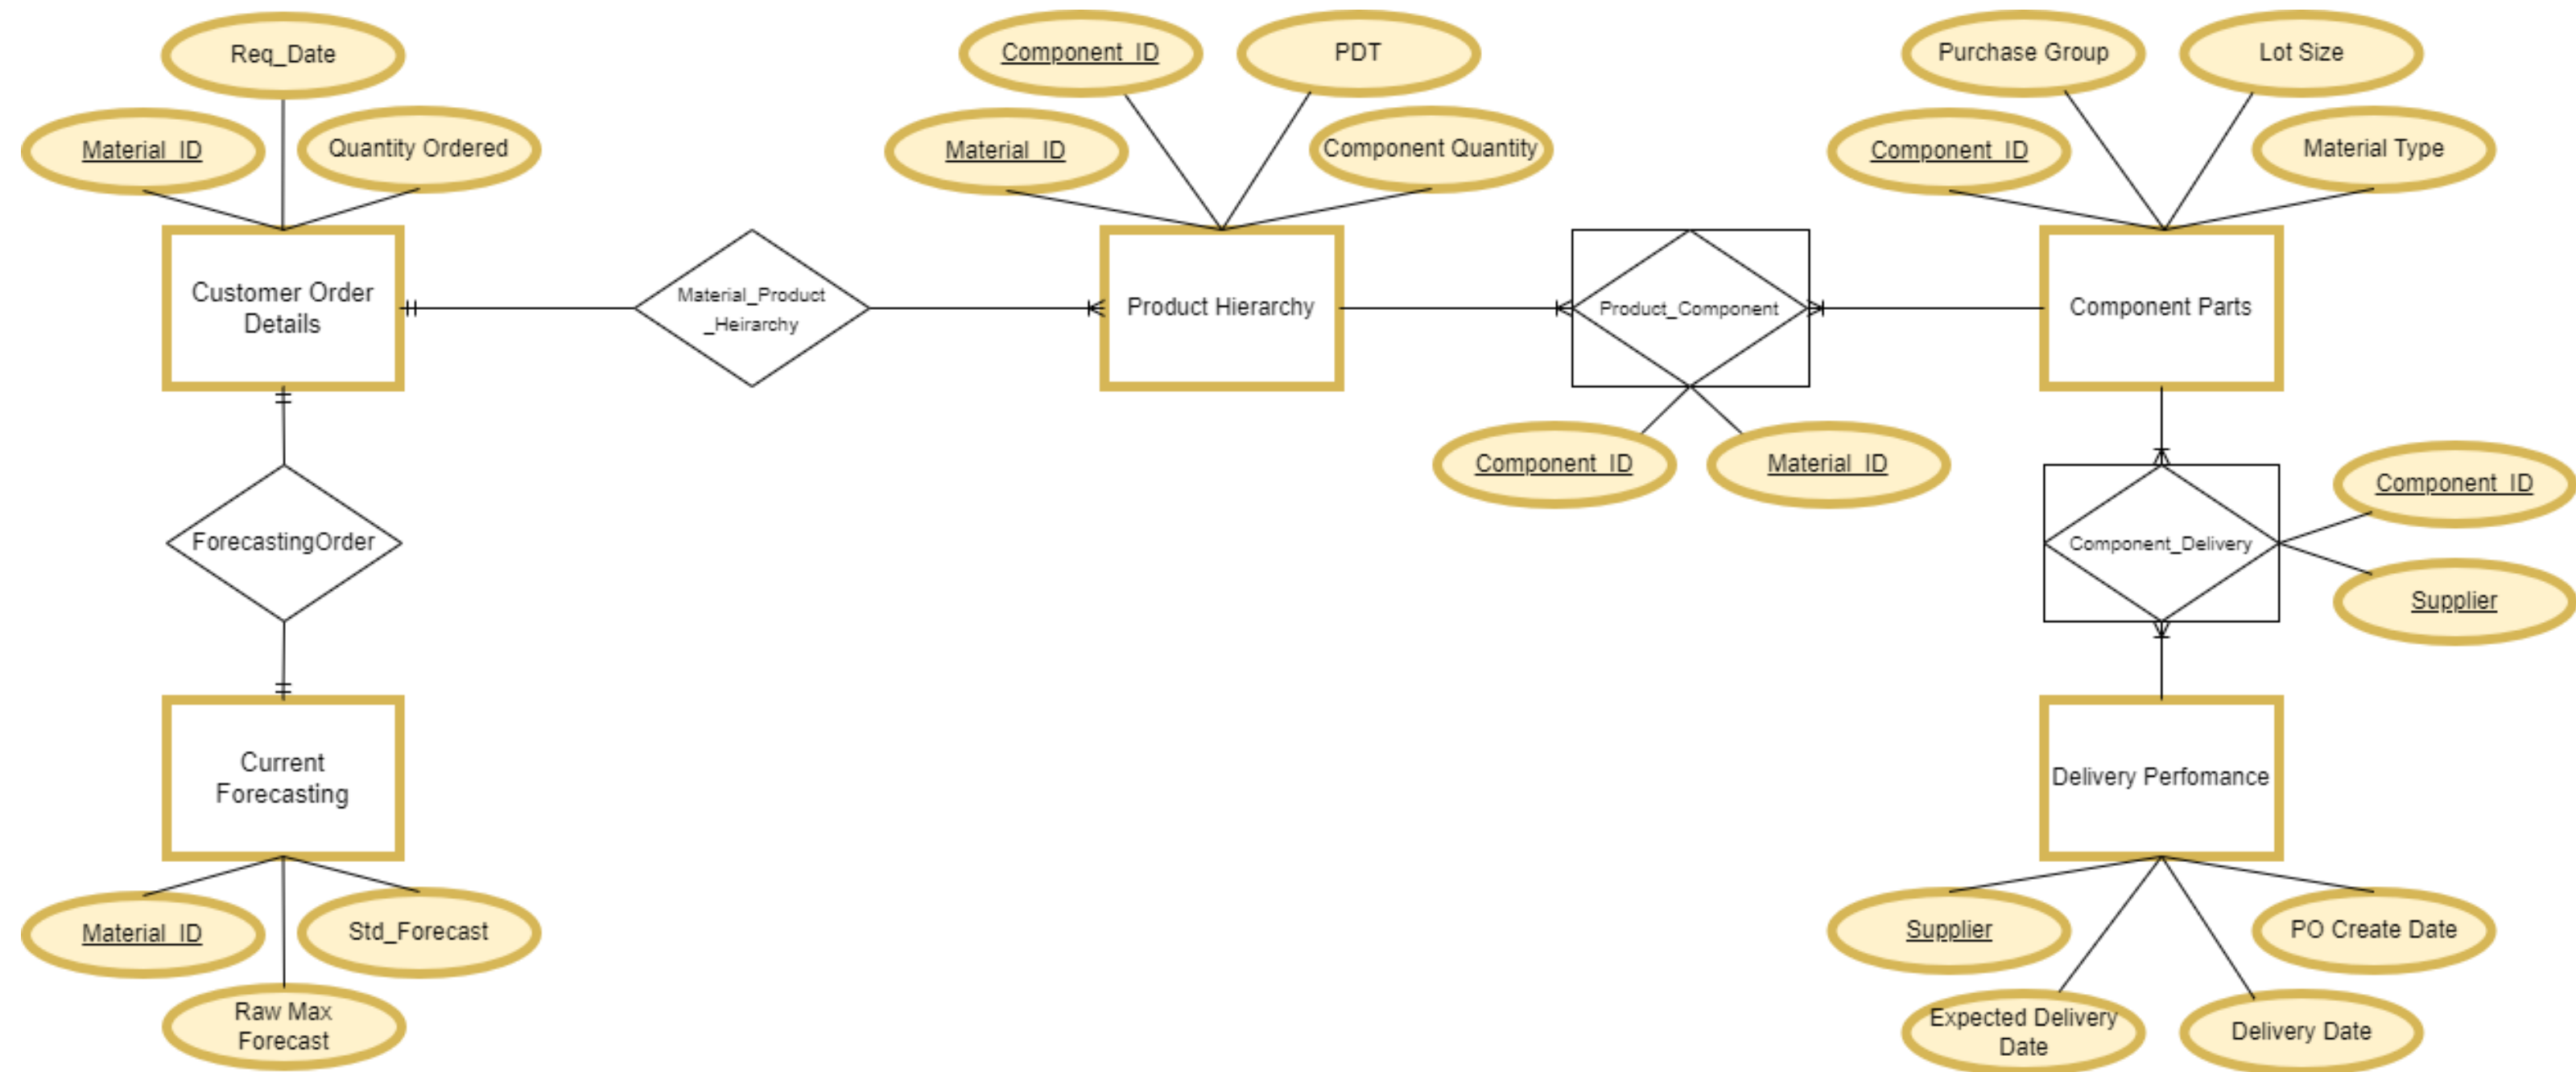 Req_Date
Material_ID
Quantity Ordered
Customer Order
Details
Material_Product
_Heirarchy
Component_ID
PDT
Material_ID
Component Quantity
Product Hierarchy
Product_Component
Component_ID
Material_ID
Purchase Group
Lot Size
Component_ID
Material Type
Component Parts
ForecastingOrder
Component_Delivery
Component_ID
Supplier
Current
Forecasting
Material_ID
Std_Forecast
Raw Max
Forecast
Delivery Perfomance
Supplier
PO Create Date
Expected Delivery
Date
Delivery Date